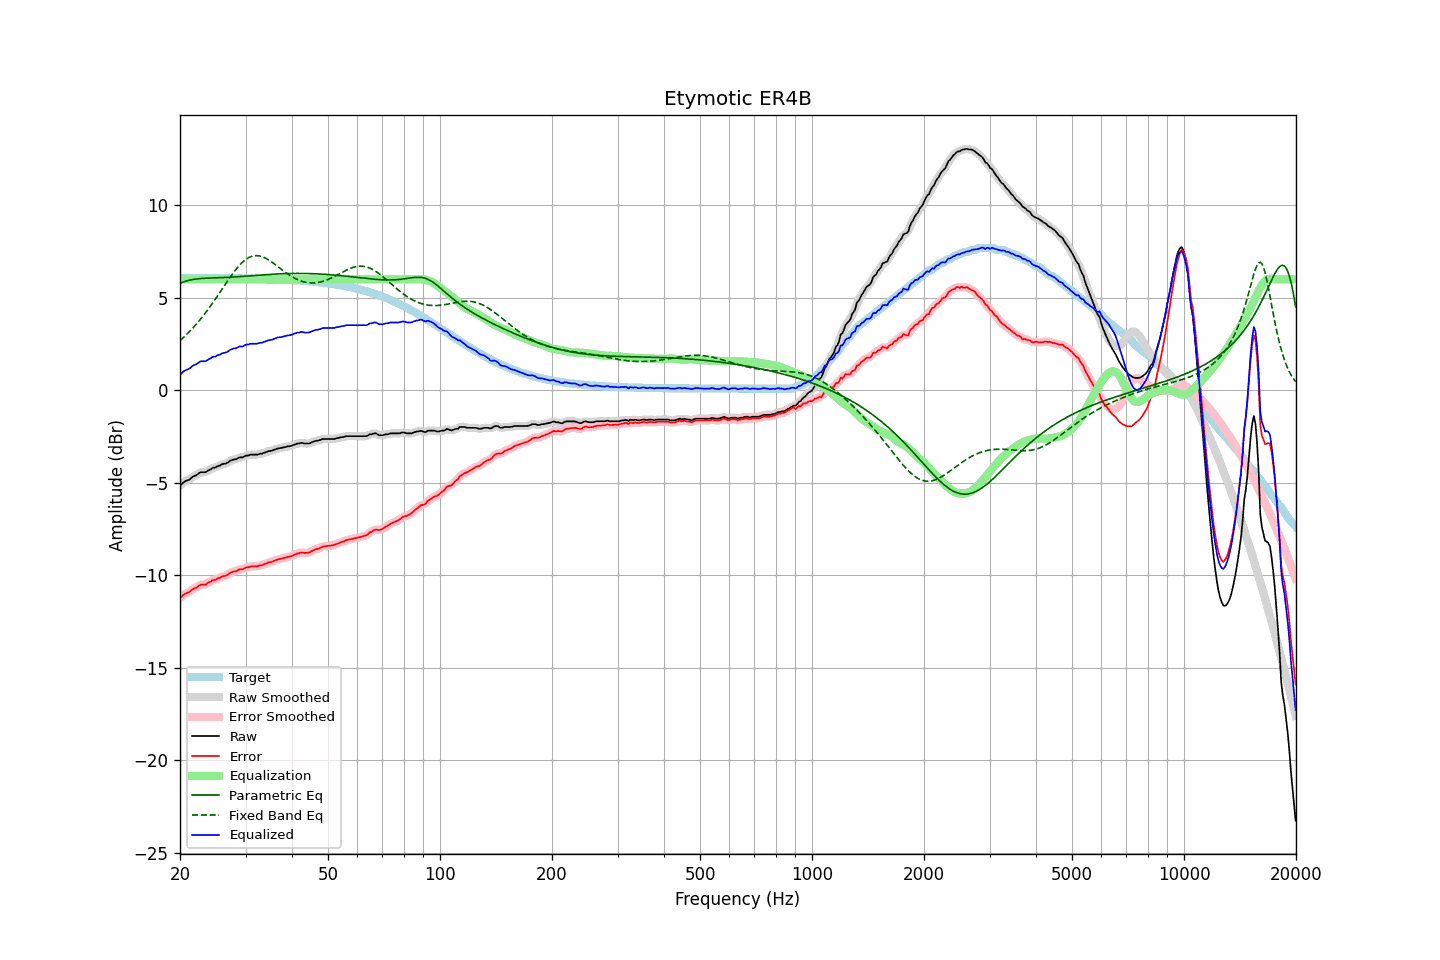 Etymotic ER4B
Amplitude (dBr)
10
5
0
−5
−10
−15
−20
−25
Target
Raw Smoothed
Error Smoothed
Raw
Error
Equalization
Parametric Eq
Fixed Band Eq
Equalized
20 50 100 200 500 1000 2000 5000 10000 20000
Frequency (Hz)